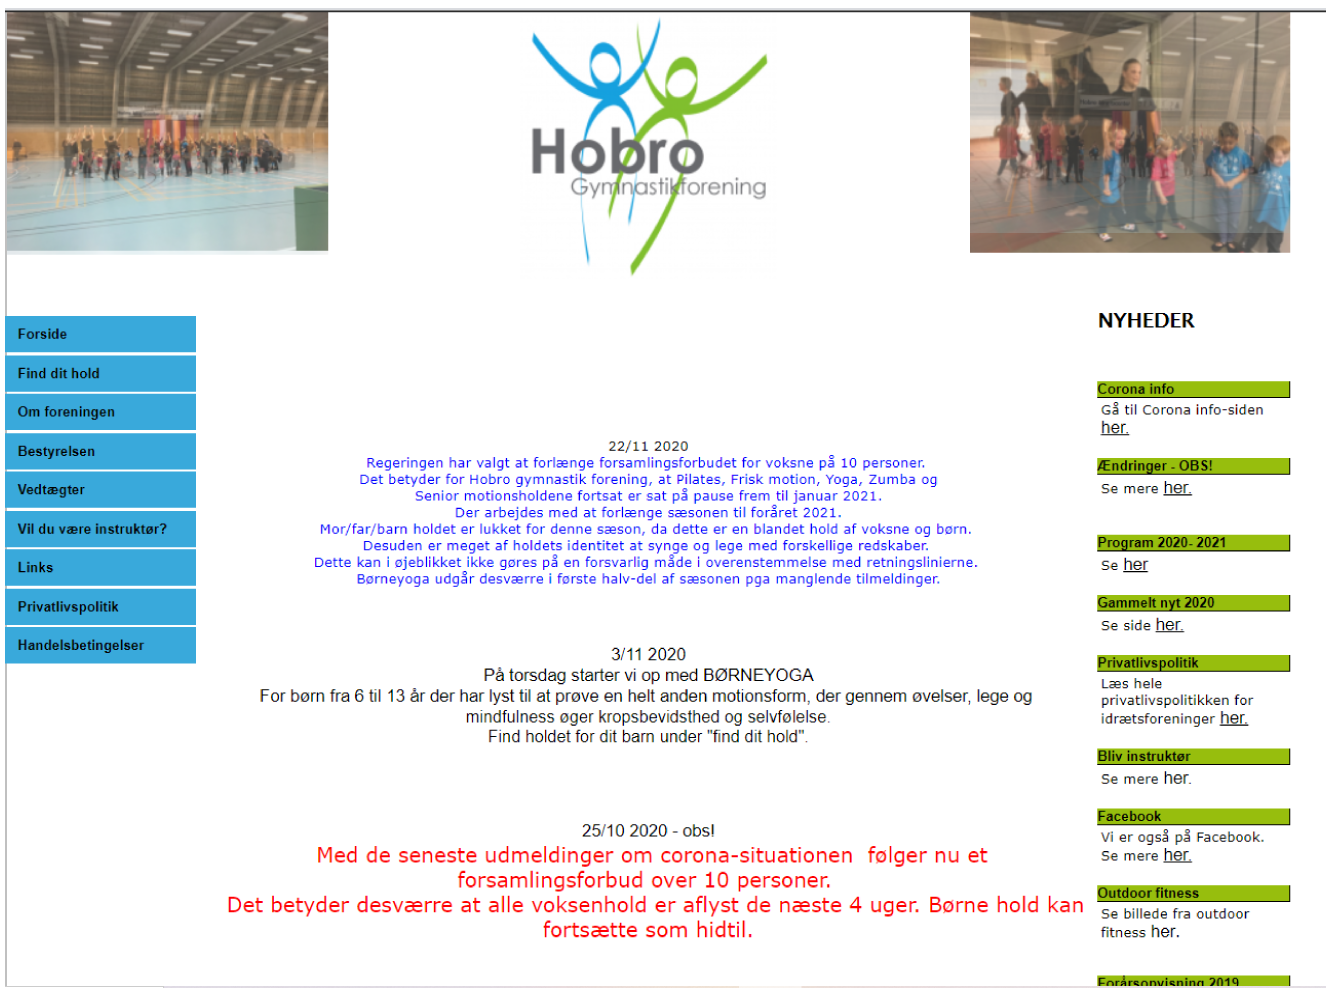 Hobro
Gymnastikforening
Forside
Find dit hold
Om foreningen
Bestyrelsen
Vedtægter
Vil du være instruktør?
Links
Privatlivspolitik
Handelsbetingelser
22/11 2020
Regeringen har valgt at forlænge forsamlingsforbudet for voksne på 10 personer.
Det betyder for Hobro gymnastik forening, at Pilates, Frisk motion, Yoga, Zumba og
Senior motionsholdene fortsat er sat på pause frem til januar 2021.
Der arbejdes med at forlænge sæsonen til foråret 2021.
Mor/far/barn holdet er lukket for denne sæson, da dette er en blandet hold af voksne og børn.
Desuden er meget af holdets identitet at synge og lege med forskellige redskaber.
Dette kan i øjeblikket ikke gøres på en forsvarlig måde i overenstemmelse med retningslinierne.
Børneyoga udgår desværre i første halv-del af sæsonen pga manglende tilmeldinger.
3/11 2020
På torsdag starter vi op med BØRNEYOGA
For børn fra 6 til 13 år der har lyst til at prøve en helt anden motionsform, der gennem øvelser, lege og
mindfulness øger kropsbevidsthed og selvfølelse.
Find holdet for dit barn under "find dit hold".
25/10 2020 - obs!
Med de seneste udmeldinger om corona-situationen følger nu et
forsamlingsforbud over 10 personer.
Det betyder desværre at alle voksenhold er aflyst de næste 4 uger. Børne hold kan
fortsætte som hidtil.
NYHEDER
Corona info
Gå til Corona info-siden
her.
Ændringer - OBS!
Se mere her.
Program 2020- 2021
Se her
Gammelt nyt 2020
Se side her.
Privatlivspolitik
Læs hele
privatlivspolitikken for
idrætsforeninger her.
Bliv instruktør
Se mere her.
Facebook
Vi er også på Facebook.
Se mere her.
Outdoor fitness
Se billede fra outdoor
fitness her.
Forårsopvisning 2019